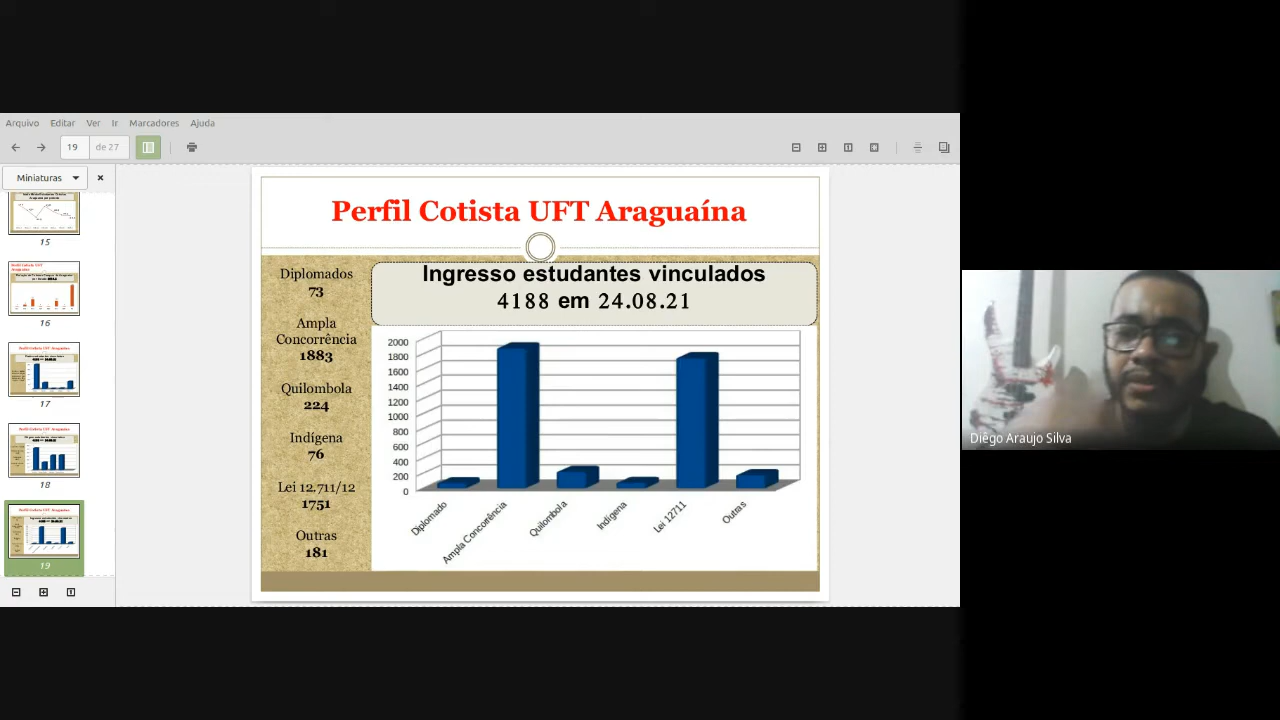 Arquivo Editar Ver Ir Marcadores Ajuda
19 de 27
Miniaturas
15
16
17
18
19
Perfil Cotista UFT Araguaína
Diplomados
73
Ampla
Concorrência
1883
Quilombola
224
Indígena
76
Lei 12.711/12
1751
Outras
181
Ingresso estudantes vinculados
4188 em 24.08.21
2000
1800
1600
1400
1200
1000
800
600
400
200
0
Diplomado
Ampla Concorrência
Quilombola
Indígena
Lei 12711
Outras
Diêgo Araujo Silva